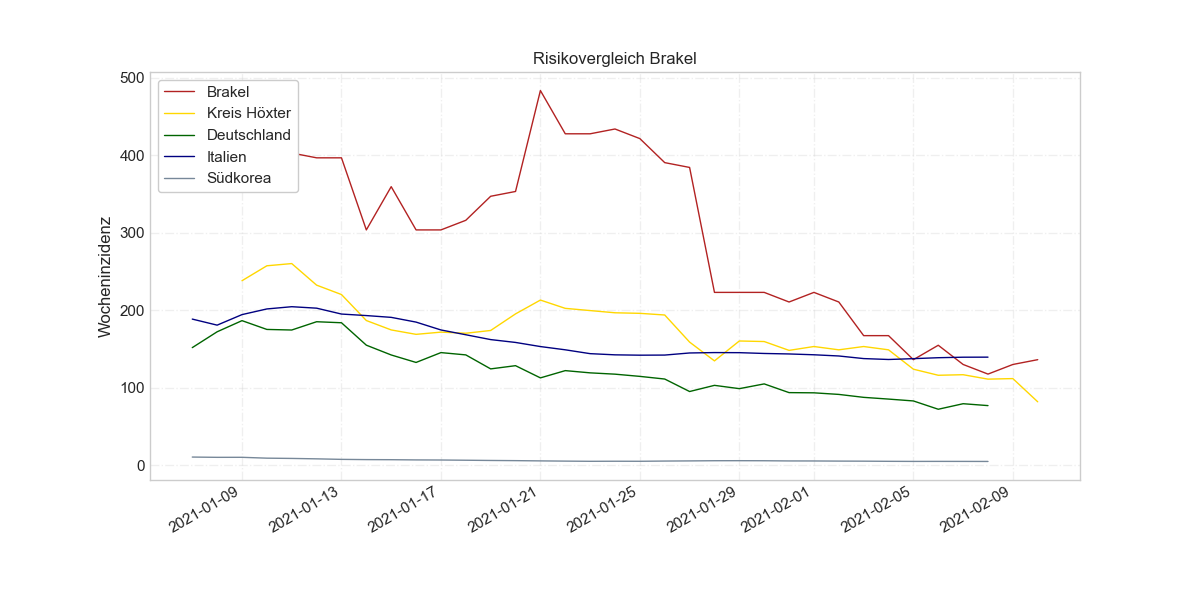 Risikovergleich Brakel
Wocheninzidenz
500
400
300
200
100
0
Brakel
Kreis Höxter
Deutschland
Italien
Südkorea
2021-01-09
2021-01-13
2021-01-17
2021-01-21
2021-01-25
2021-01-29
2021-02-01
2021-02-05
2021-02-09